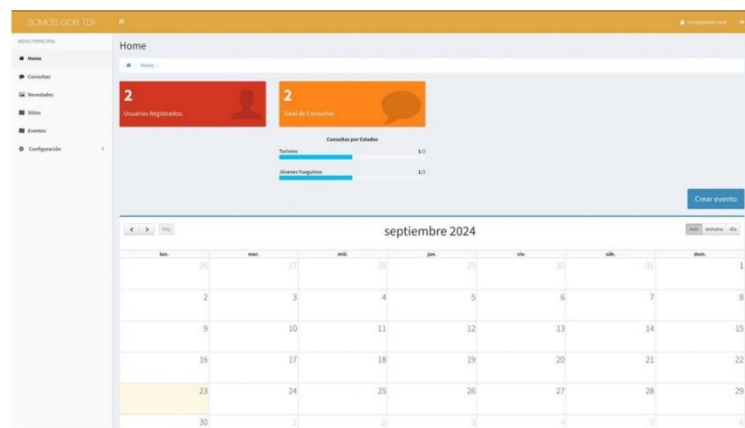 SOMOS.GOB TDF
MENU PRINCIPAL
Home
Consultas
Novedades
Sitios
Eventos
Configuración
Home
Home
2
Usuarios Registrados.
2
Total de Consultas
Consultas por Estados
Turismo 1/2
Jóvenes Fueguinos 1/2
Crear evento
Hoy
septiembre 2024
mes semana día
lun. mar. mié. jue. vie. sáb. dom.
26 27 28 29 30 31 1
2 3 4 5 6 7 8
9 10 11 12 13 14 15
16 17 18 19 20 21 22
23 24 25 26 27 28 29
30 1 2 3 4 5 6